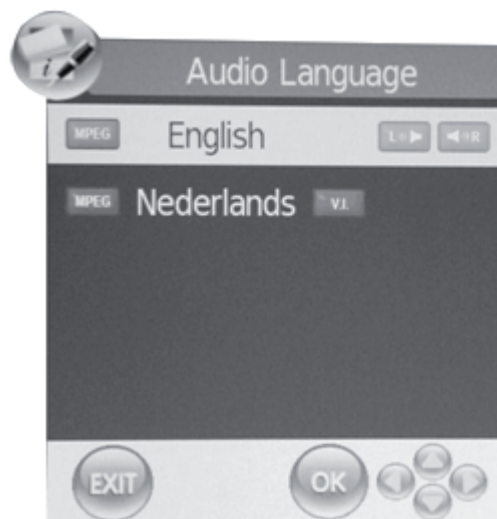 Audio Language
MPEG English L R
MPEG Nederlands V.I.
EXIT OK